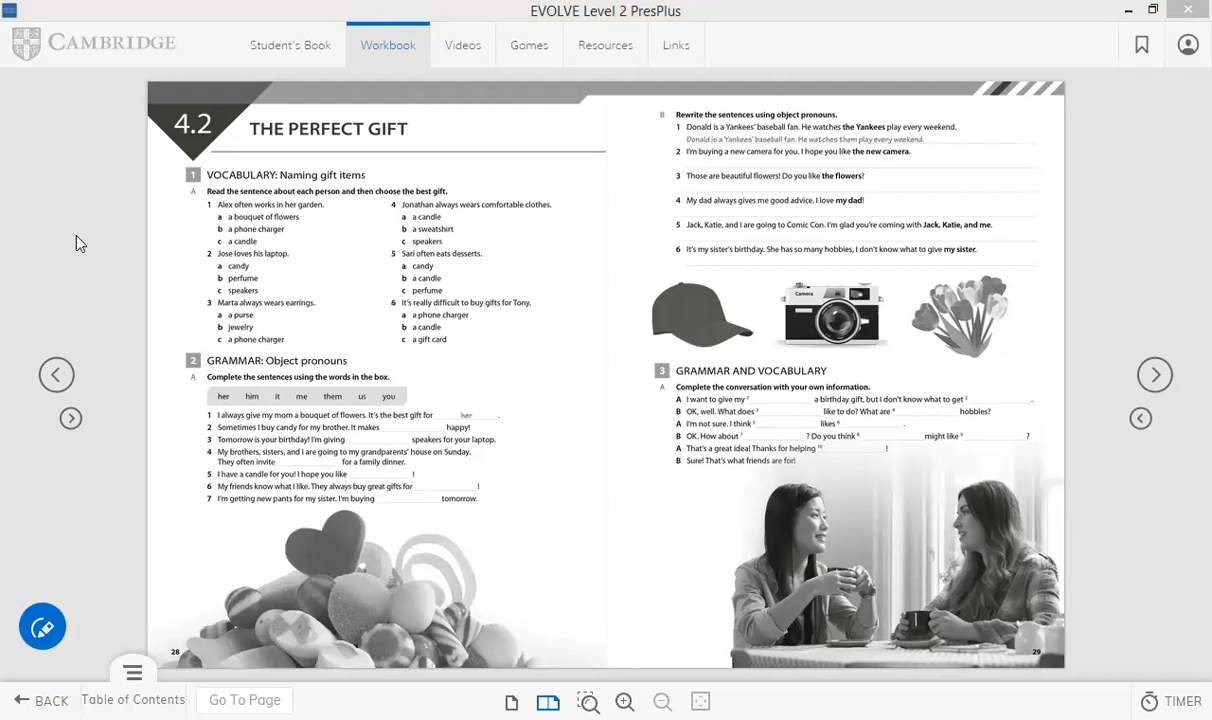 EVOLVE Level 2 PresPlus
CAMBRIDGE
Student's Book
Workbook
Videos
Games
Resources
Links
4.2
THE PERFECT GIFT
1 VOCABULARY: Naming gift items
A Read the sentence about each person and then choose the best gift.
1 Alex often works in her garden.
a a bouquet of flowers
b a phone charger
c a candle
2 Jose loves his laptop.
a candy
b perfume
c speakers
3 Marta always wears earrings.
a a purse
b jewelry
c a phone charger
4 Jonathan always wears comfortable clothes.
a a candle
b a sweatshirt
c speakers
5 Sari often eats desserts.
a candy
b a candle
c perfume
6 It's really difficult to buy gifts for Tony.
a a phone charger
b a candle
c a gift card
2 GRAMMAR: Object pronouns
A Complete the sentences using the words in the box.
her him it me them us you
1 I always give my mom a bouquet of flowers. It's the best gift for her .
2 Sometimes I buy candy for my brother. It makes happy!
3 Tomorrow is your birthday! I'm giving speakers for your laptop.
4 My brothers, sisters, and I are going to my grandparents' house on Sunday.
They often invite for a family dinner.
5 I have a candle for you! I hope you like !
6 My friends know what I like. They always buy great gifts for !
7 I'm getting new pants for my sister. I'm buying tomorrow.
28
B Rewrite the sentences using object pronouns.
1 Donald is a Yankees' baseball fan. He watches the Yankees play every weekend.
Donald is a Yankees' baseball fan. He watches them play every weekend.
2 I'm buying a new camera for you. I hope you like the new camera.
3 Those are beautiful flowers! Do you like the flowers?
4 My dad always gives me good advice. I love my dad!
5 Jack, Katie, and I are going to Comic Con. I'm glad you're coming with Jack, Katie, and me.
6 It's my sister's birthday. She has so many hobbies, I don't know what to give my sister.
Camera
3 GRAMMAR AND VOCABULARY
A Complete the conversation with your own information.
A I want to give my 1 a birthday gift, but I don't know what to get 2 .
B OK, well. What does 3 like to do? What are 4 hobbies?
A I'm not sure. I think 5 likes 6 .
B OK. How about 7 ? Do you think 8 might like 9 ?
A That's a great idea! Thanks for helping 10 !
B Sure! That's what friends are for!
29
BACK
Table of Contents
Go To Page
TIMER